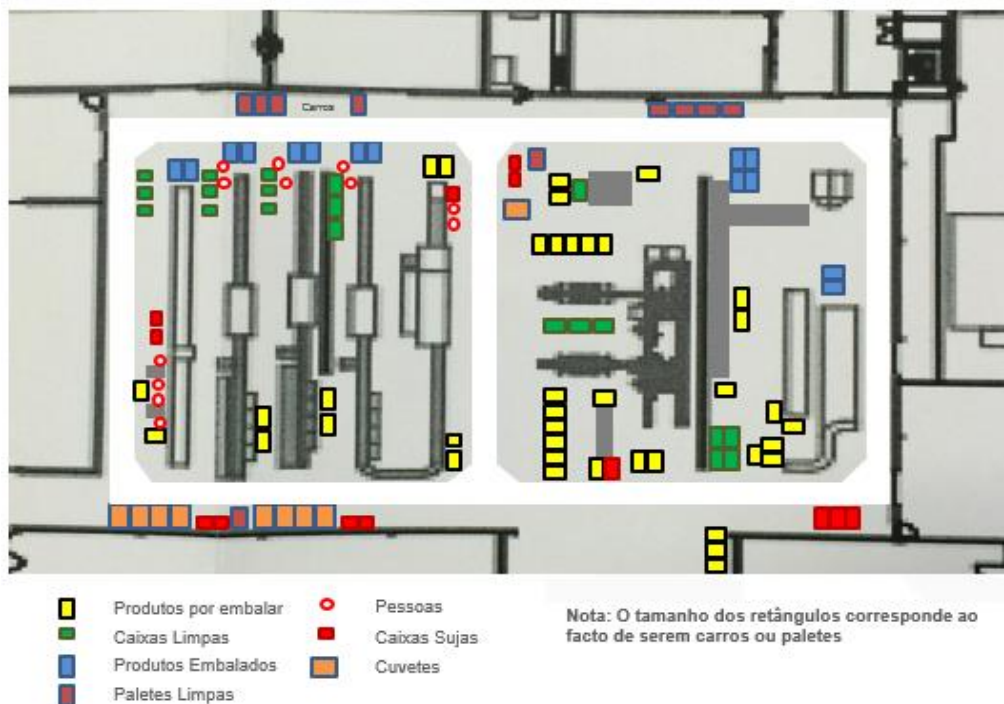 Carros
Produtos por embalar
Pessoas
Caixas Limpas
Caixas Sujas
Produtos Embalados
Cuvetes
Paletes Limpas
Nota: O tamanho dos retângulos corresponde ao
facto de serem carros ou paletes